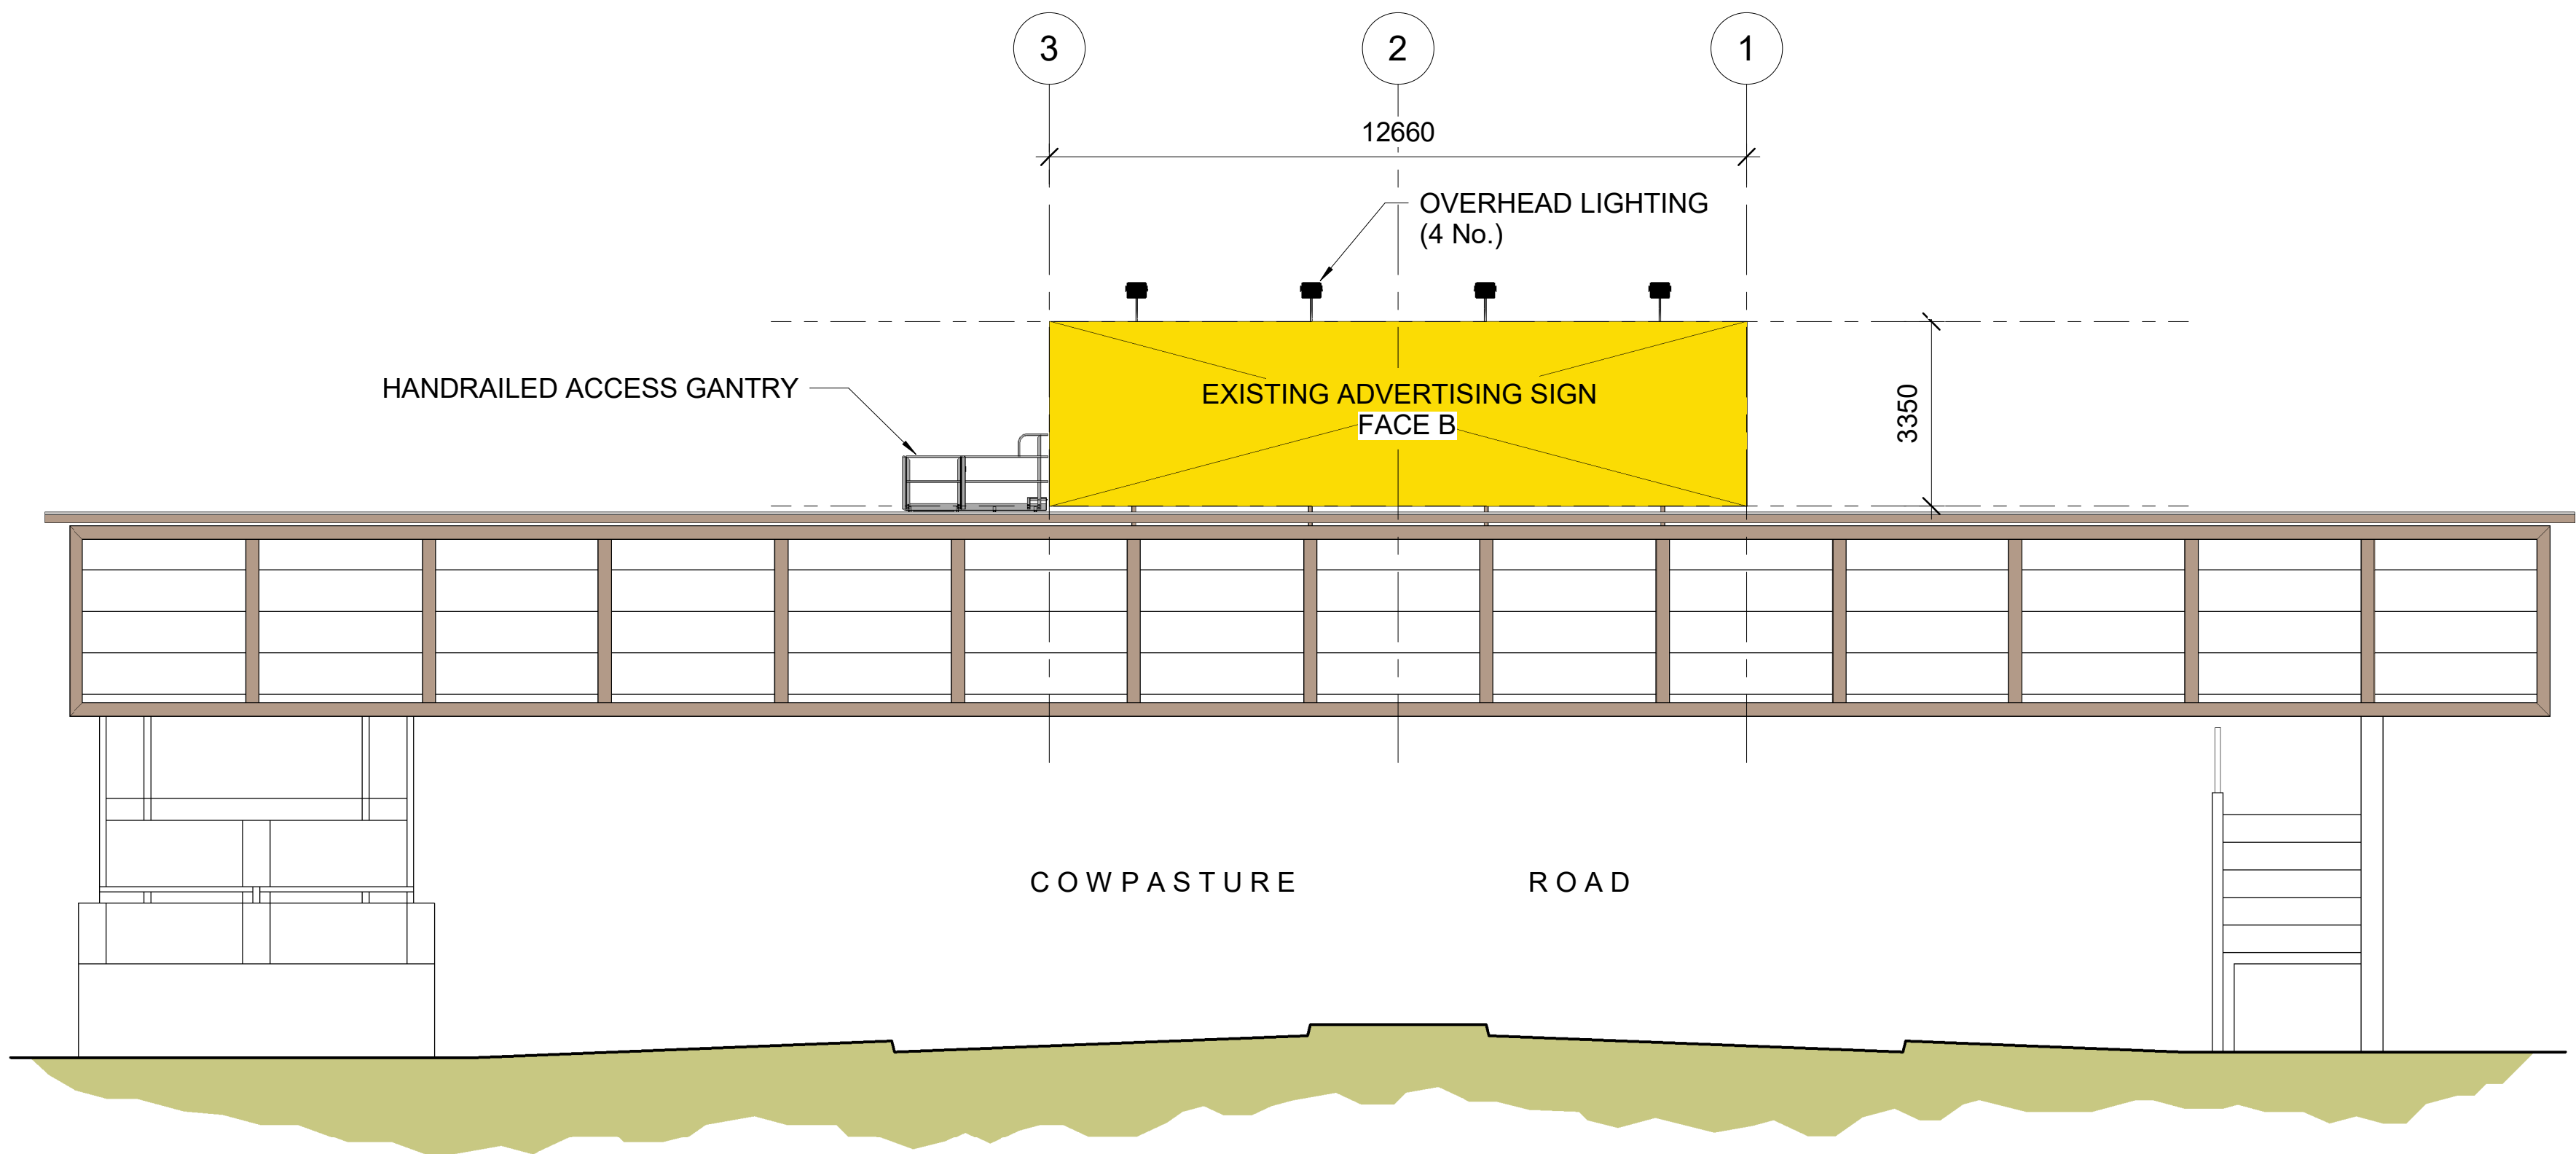 3
2
1
12660
OVERHEAD LIGHTING
(4 No.)
HANDRAILED ACCESS GANTRY
EXISTING ADVERTISING SIGN
FACE B
3350
COWPASTURE ROAD